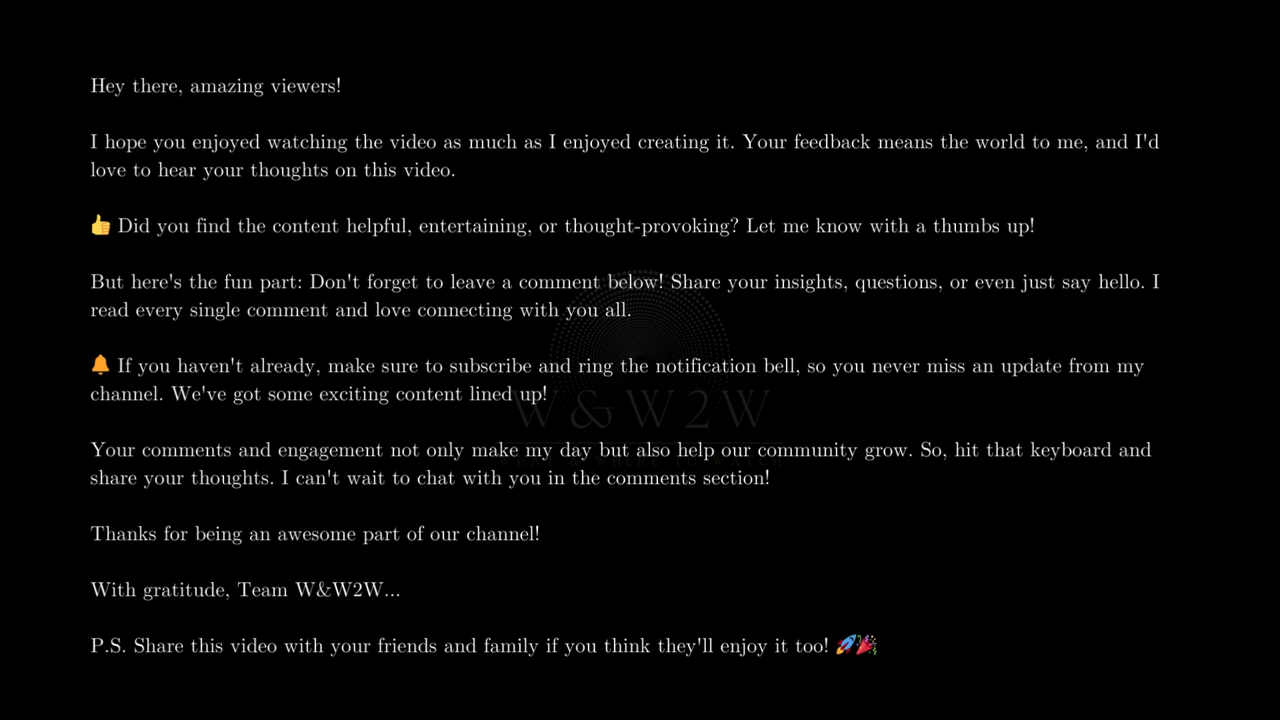 Hey there, amazing viewers!
I hope you enjoyed watching the video as much as I enjoyed creating it. Your feedback means the world to me, and I'd
love to hear your thoughts on this video.
👍 Did you find the content helpful, entertaining, or thought-provoking? Let me know with a thumbs up!
But here's the fun part: Don't forget to leave a comment below! Share your insights, questions, or even just say hello. I
read every single comment and love connecting with you all.
🔔 If you haven't already, make sure to subscribe and ring the notification bell, so you never miss an update from my
channel. We've got some exciting content lined up!
W&W2W
Your comments and engagement not only make my day but also help our community grow. So, hit that keyboard and
share your thoughts. I can't wait to chat with you in the comments section!
Thanks for being an awesome part of our channel!
With gratitude, Team W&W2W...
P.S. Share this video with your friends and family if you think they'll enjoy it too! 🚀🎉